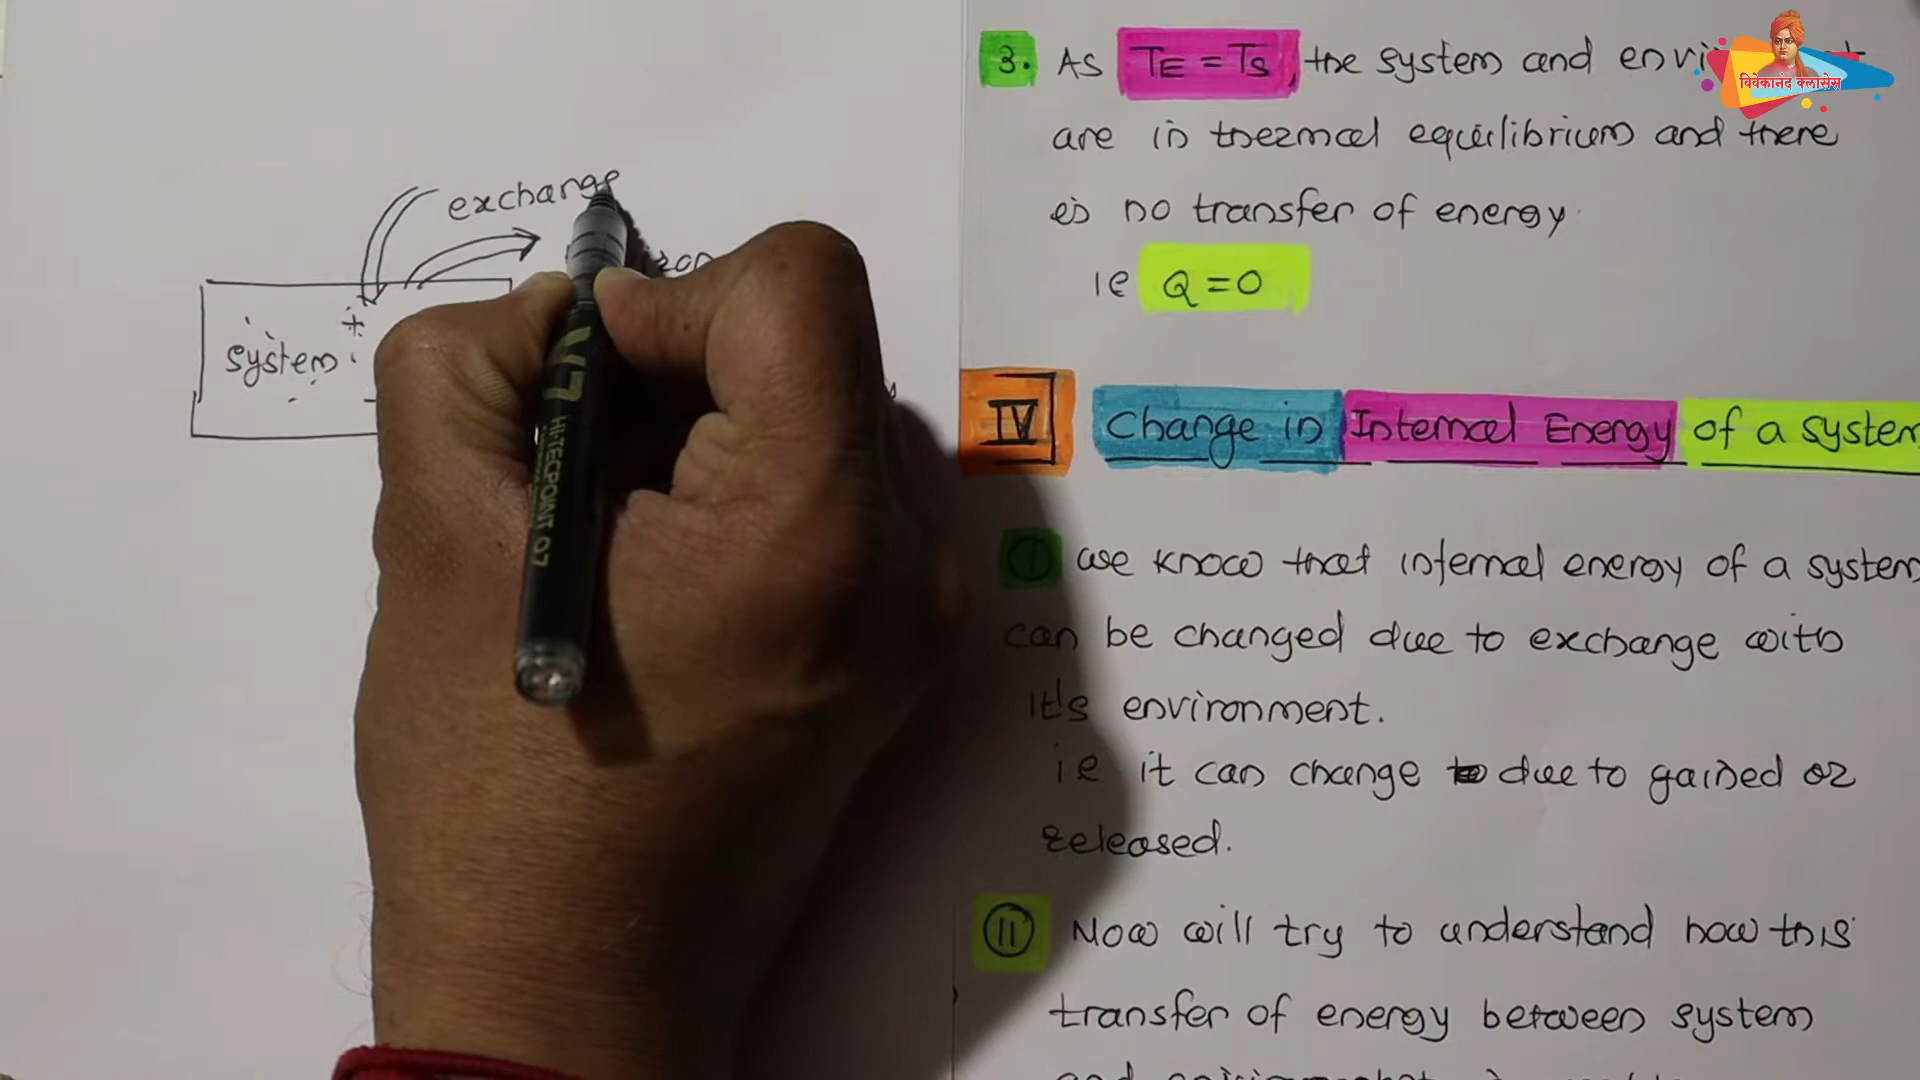 exchange
system
3. As TE = TS, the system and
are in thermal equilibrium and there
is no transfer of energy.
ie Q = 0
IV Change in Internal Energy of a system
I we know that internal energy of a system
can be changed due to exchange with
it's environment.
ie it can change due to gained or
released.
II Now will try to understand how this
transfer of energy between system
विवेकानंद क्लासेस
V7 HI-TECPOINT 07